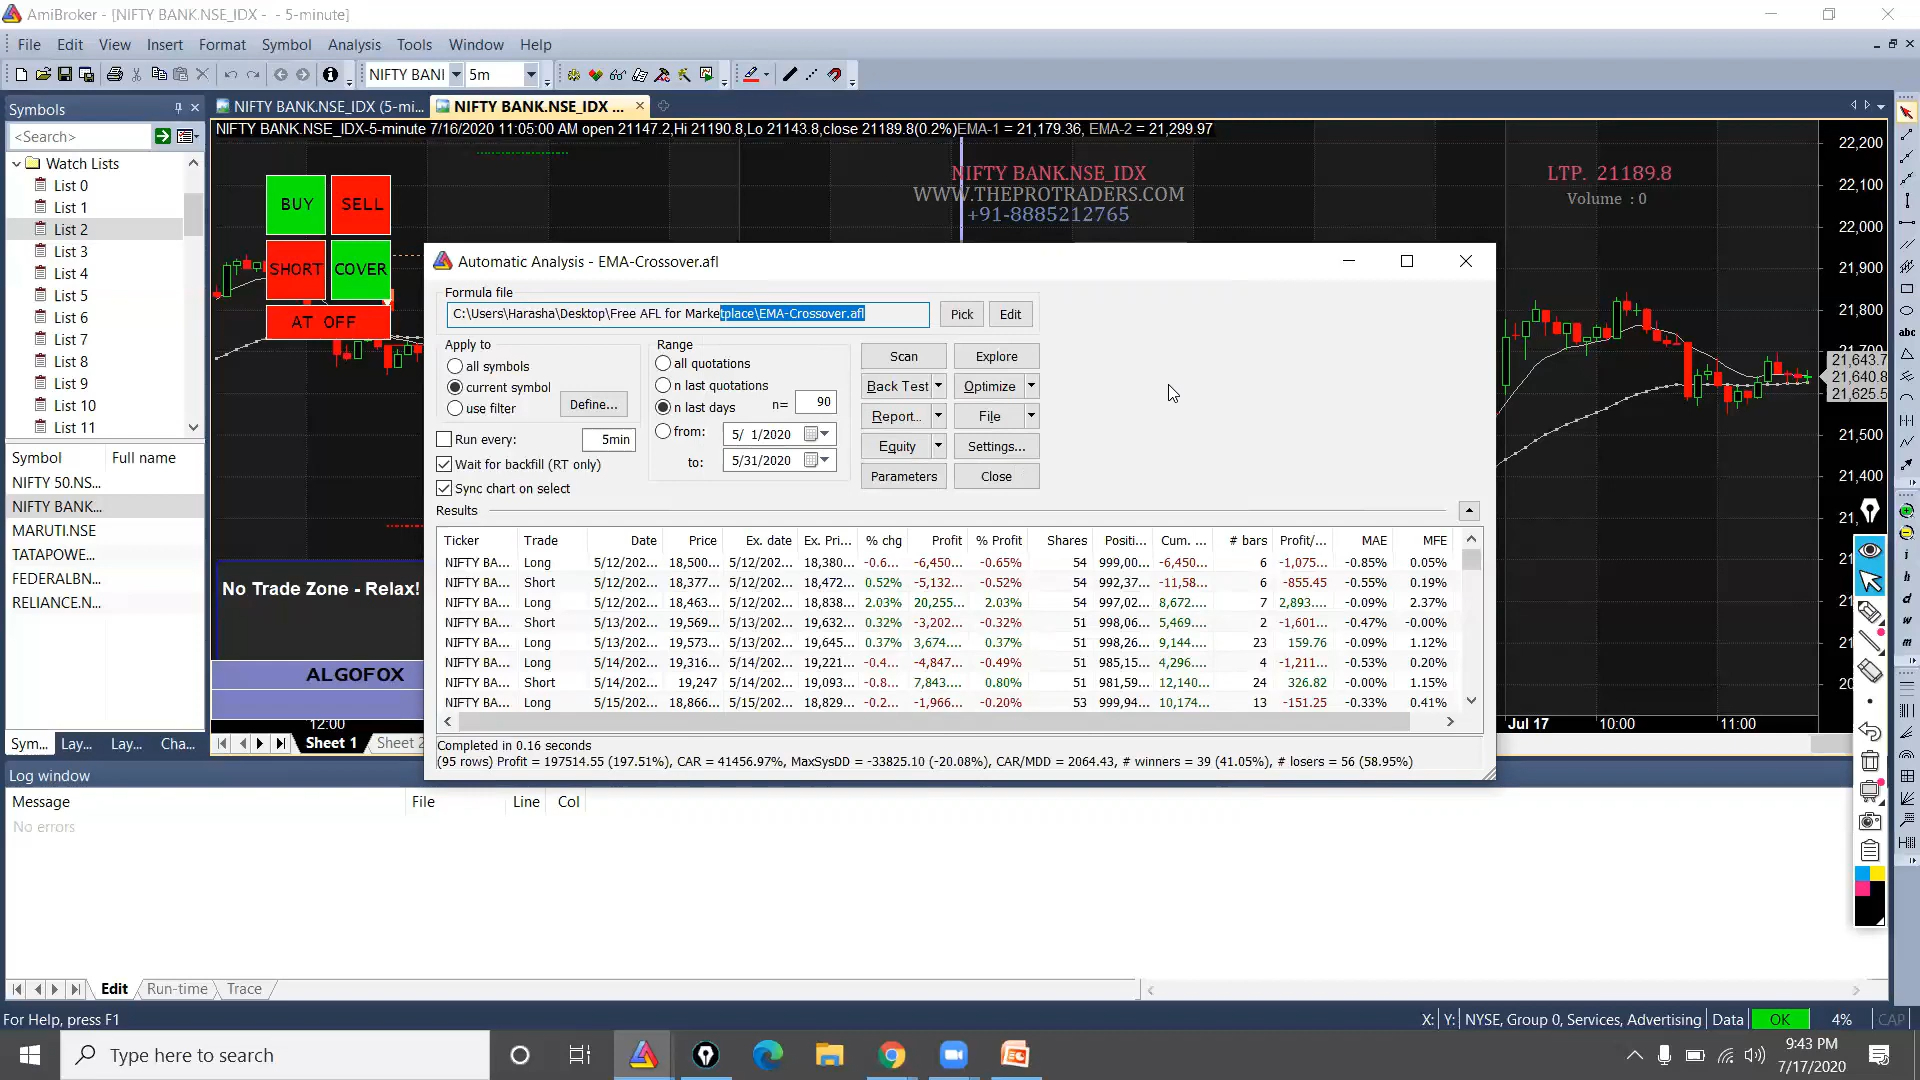 AmiBroker - [NIFTY BANK.NSE_IDX - - 5-minute]
File Edit View Insert Format Symbol Analysis Tools Window Help
NIFTY BANI 5m
Symbols
NIFTY BANK.NSE_IDX (5-mi...
NIFTY BANK.NSE_IDX ...
<Search>
NIFTY BANK.NSE_IDX-5-minute 7/16/2020 11:05:00 AM open 21147.2,Hi 21190.8,Lo 21143.8,close 21189.8(0.2%)EMA-1 = 21,179.36, EMA-2 = 21,299.97
Watch Lists
List 0
List 1
List 2
List 3
List 4
List 5
List 6
List 7
List 8
List 9
List 10
List 11
Symbol Full name
NIFTY 50.NS...
NIFTY BANK...
MARUTI.NSE
TATAPOWE...
FEDERALBN...
RELIANCE.N...
Sym... Lay... Lay... Cha...
BUY SELL
SHORT COVER
AT OFF
NIFTY BANK.NSE_IDX
WWW.THEPROTRADERS.COM
+91-8885212765
LTP. 21189.8
Volume : 0
22,200
22,100
22,000
21,900
21,800
21,643.7
21,640.8
21,625.5
21,500
21,400
No Trade Zone - Relax!
ALGOFOX
12:00
Jul 17 10:00 11:00
Sheet 1 Sheet 2
Automatic Analysis - EMA-Crossover.afl
Formula file
C:\Users\Harasha\Desktop\Free AFL for Marketplace\EMA-Crossover.afl
Pick Edit
Apply to
all symbols
current symbol
use filter
Define...
Run every: 5min
Wait for backfill (RT only)
Sync chart on select
Range
all quotations
n last quotations
n last days n= 90
from: 5/ 1/2020
to: 5/31/2020
Scan Explore
Back Test Optimize
Report.. File
Equity Settings...
Parameters Close
Results
Ticker Trade Date Price Ex. date Ex. Pri... % chg Profit % Profit Shares Positi... Cum. ... # bars Profit/... MAE MFE
NIFTY BA... Long 5/12/202... 18,500... 5/12/202... 18,380... -0.6... -6,450... -0.65% 54 999,00... -6,450... 6 -1,075... -0.85% 0.05%
NIFTY BA... Short 5/12/202... 18,377... 5/12/202... 18,472... 0.52% -5,132... -0.52% 54 992,37... -11,58... 6 -855.45 -0.55% 0.19%
NIFTY BA... Long 5/12/202... 18,463... 5/12/202... 18,838... 2.03% 20,255... 2.03% 54 997,02... 8,672.... 7 2,893.... -0.09% 2.37%
NIFTY BA... Short 5/13/202... 19,569... 5/13/202... 19,632... 0.32% -3,202... -0.32% 51 998,06... 5,469.... 2 -1,601... -0.47% -0.00%
NIFTY BA... Long 5/13/202... 19,573... 5/13/202... 19,645... 0.37% 3,674.... 0.37% 51 998,26... 9,144.... 23 159.76 -0.09% 1.12%
NIFTY BA... Long 5/14/202... 19,316... 5/14/202... 19,221... -0.4... -4,847... -0.49% 51 985,15... 4,296.... 4 -1,211... -0.53% 0.20%
NIFTY BA... Short 5/14/202... 19,247 5/14/202... 19,093... -0.8... 7,843.... 0.80% 51 981,59... 12,140... 24 326.82 -0.00% 1.15%
NIFTY BA... Long 5/15/202... 18,866... 5/15/202... 18,829... -0.2... -1,966... -0.20% 53 999,94... 10,174... 13 -151.25 -0.33% 0.41%
Completed in 0.16 seconds
(95 rows) Profit = 197514.55 (197.51%), CAR = 41456.97%, MaxSysDD = -33825.10 (-20.08%), CAR/MDD = 2064.43, # winners = 39 (41.05%), # losers = 56 (58.95%)
Log window
Message File Line Col
No errors
Edit Run-time Trace
For Help, press F1
X: Y: NYSE, Group 0, Services, Advertising Data OK 4% CAP
Type here to search
9:43 PM
7/17/2020